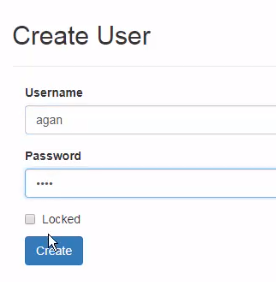 Create User
Username
agan
Password
••••
Locked
Create